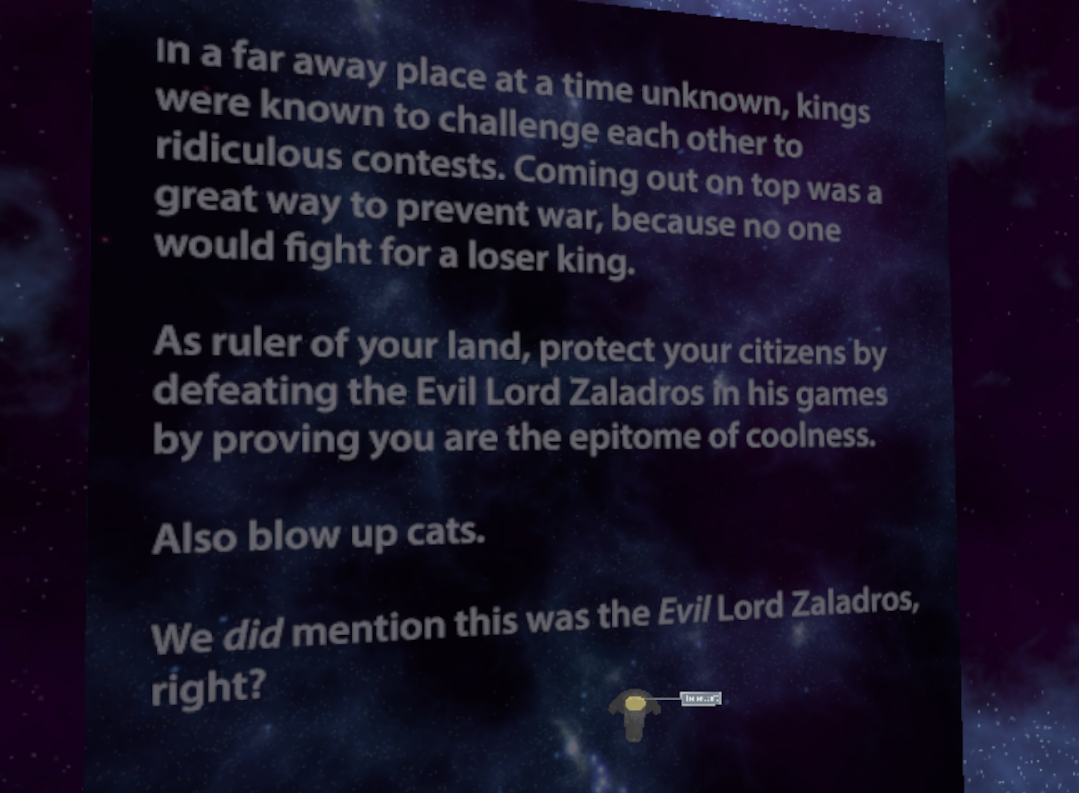 In a far away place at a time unknown, kings
were known to challenge each other to
ridiculous contests. Coming out on top was a
great way to prevent war, because no one
would fight for a loser king.
As ruler of your land, protect your citizens by
defeating the Evil Lord Zaladros in his games
by proving you are the epitome of coolness.
Also blow up cats.
We did mention this was the Evil Lord Zaladros,
right?